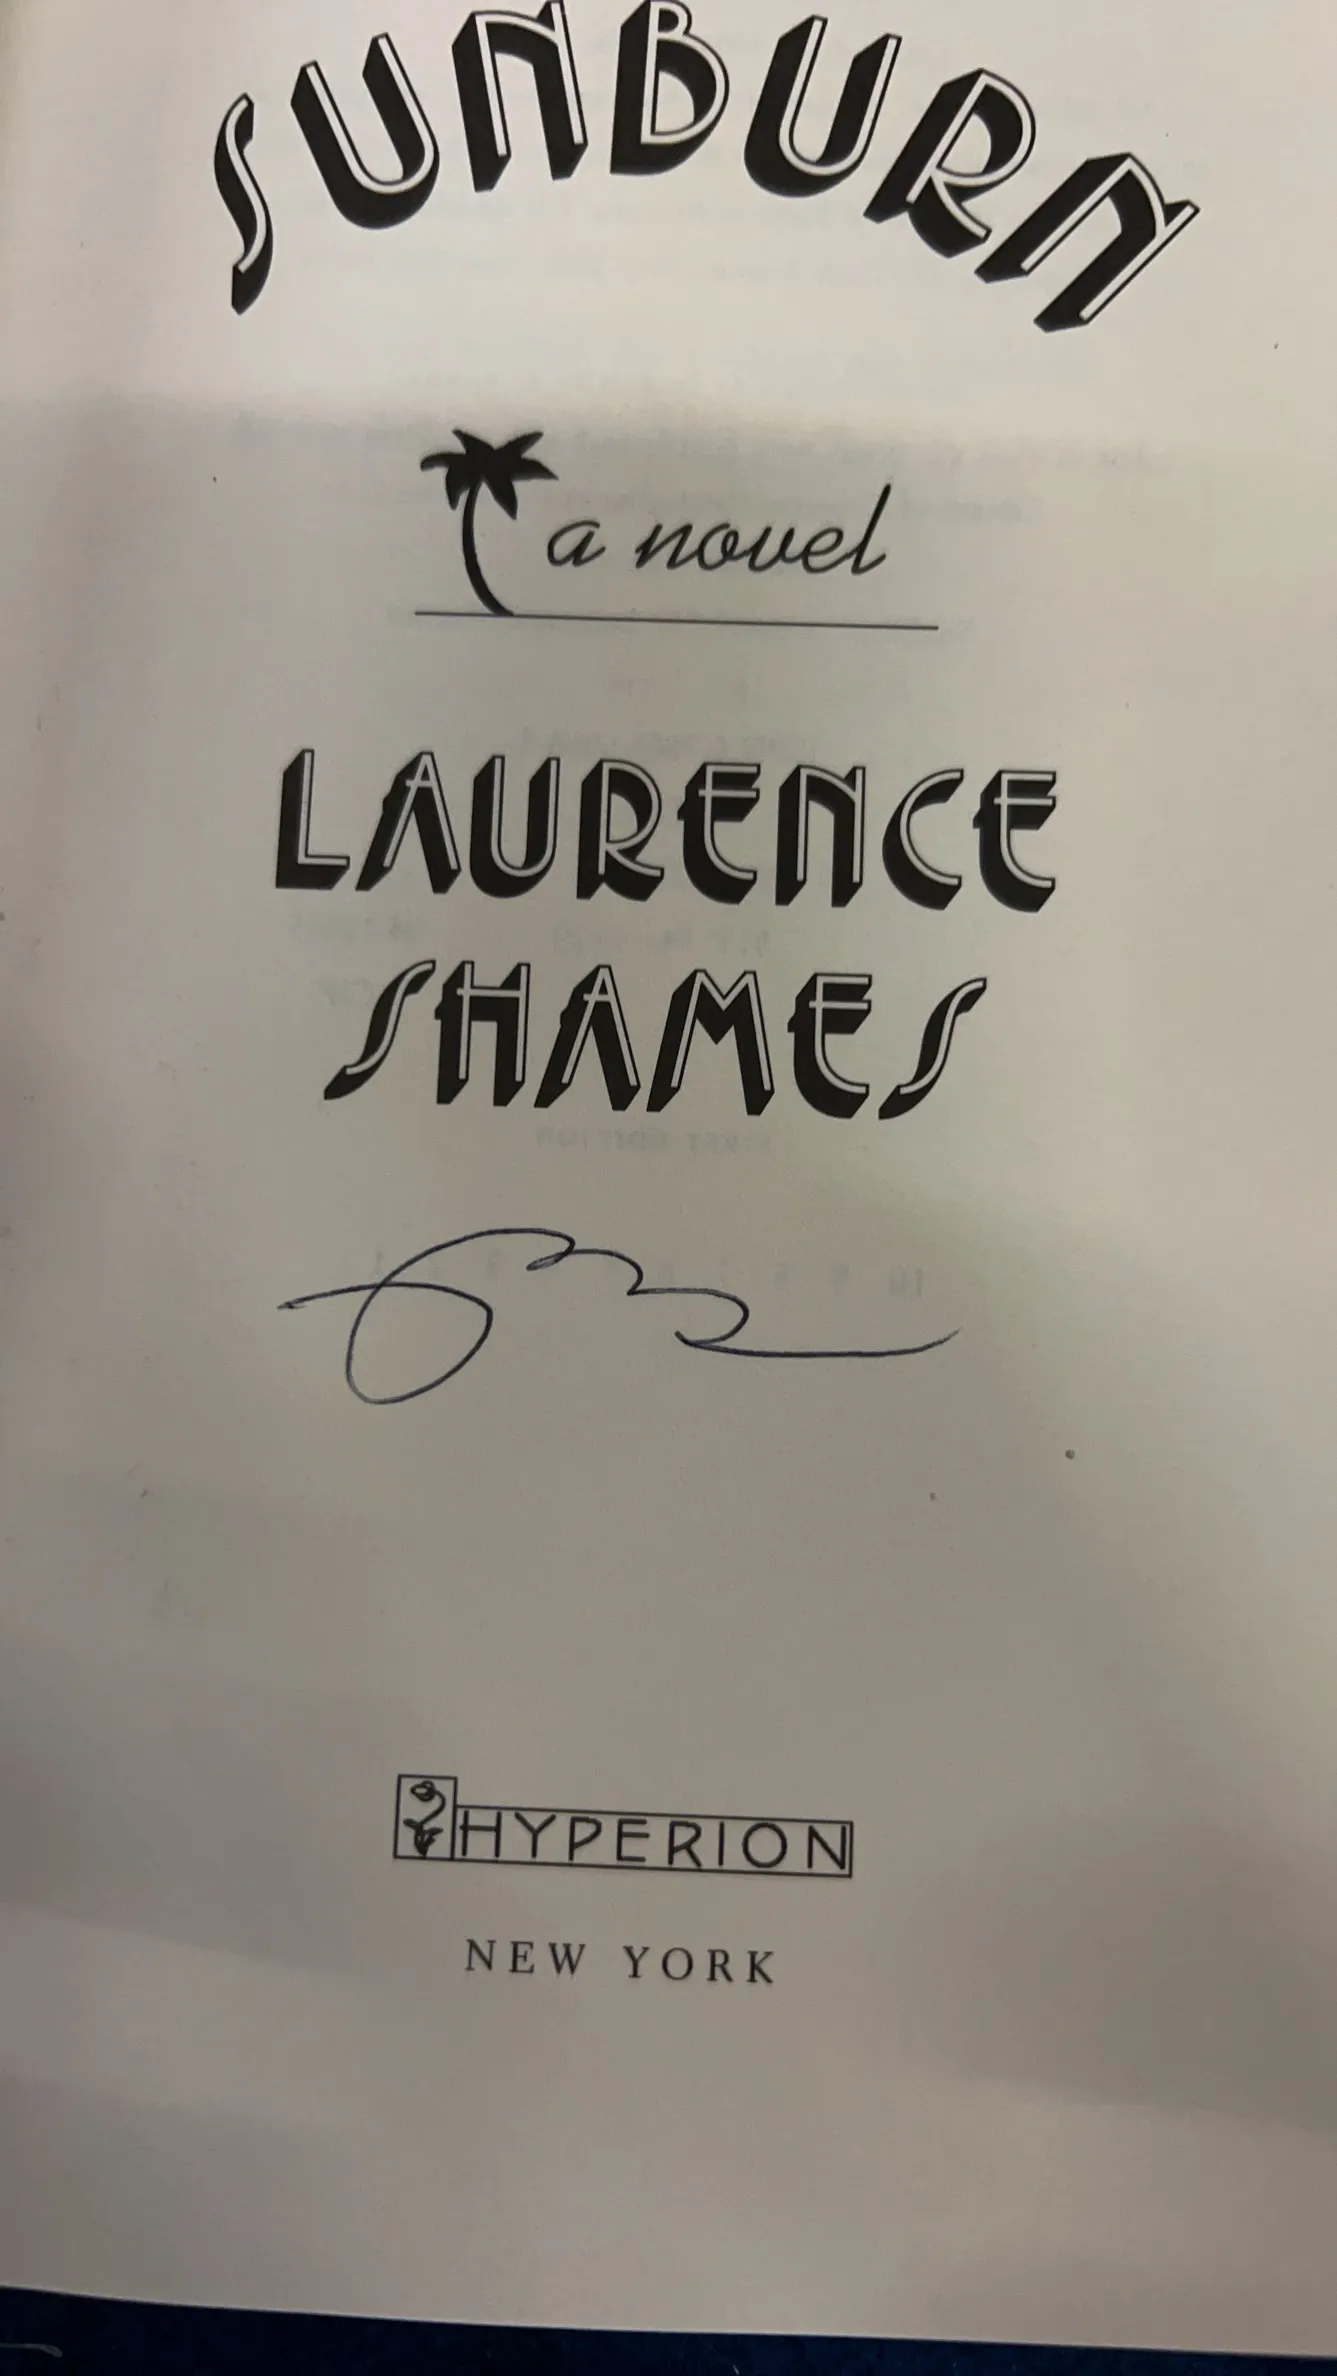 SUNBURN
a novel
LAURENCE
SHAMES
HYPERION
NEW YORK